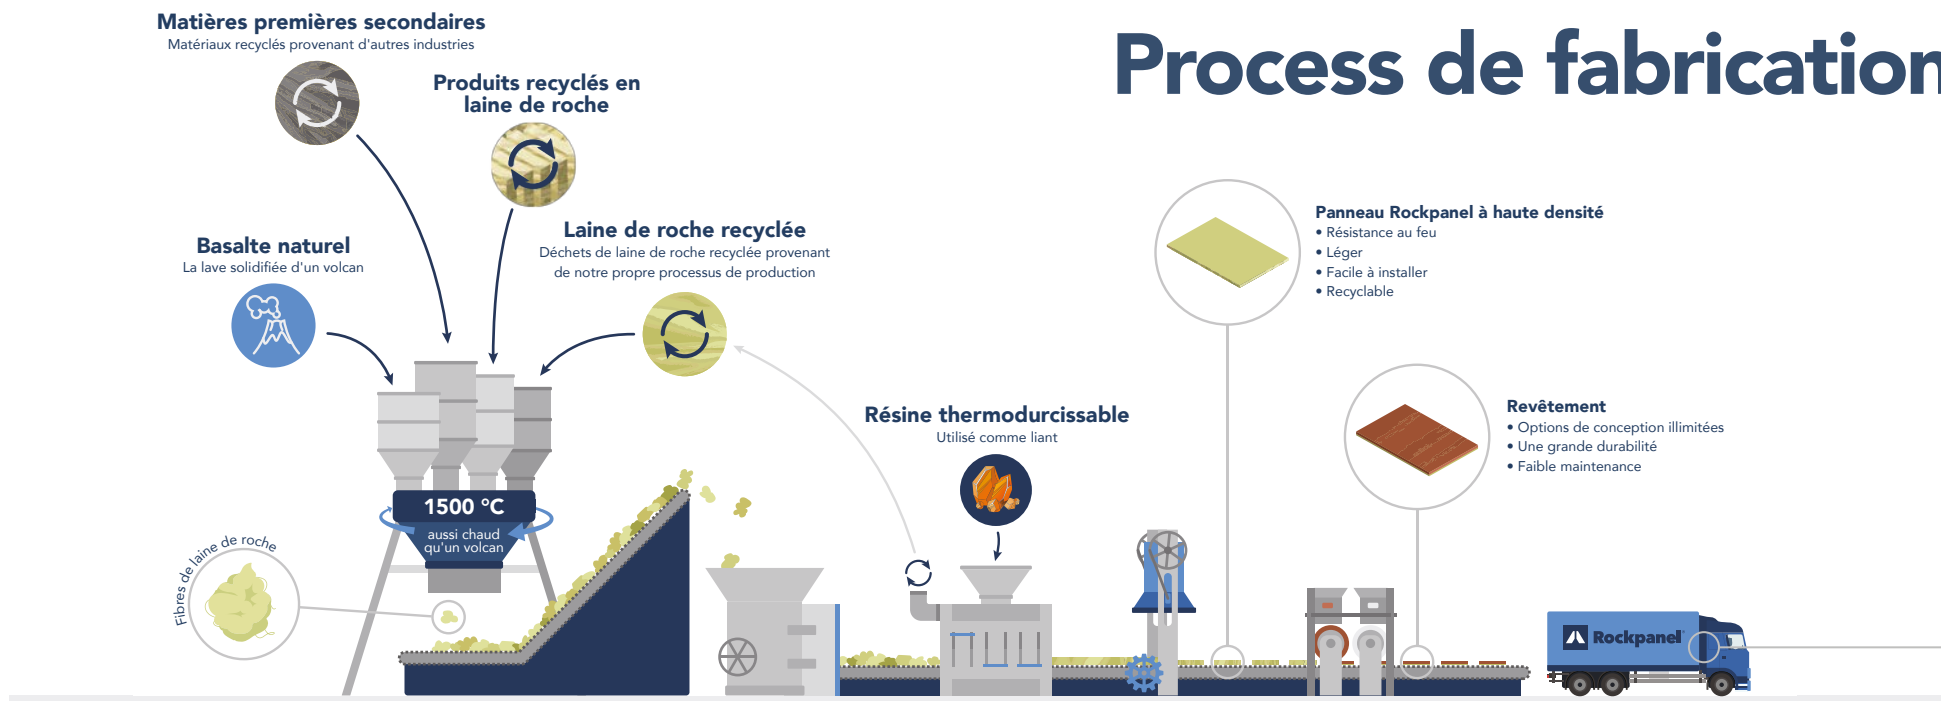 Process de fabrication
Matières premières secondaires
Matériaux recyclés provenant d'autres industries
Produits recyclés en
laine de roche
Laine de roche recyclée
Déchets de laine de roche recyclée provenant
de notre propre processus de production
Basalte naturel
La lave solidifiée d'un volcan
1500 °C
aussi chaud
qu'un volcan
Fibres de laine de roche
Résine thermodurcissable
Utilisé comme liant
Panneau Rockpanel à haute densité
• Résistance au feu
• Léger
• Facile à installer
• Recyclable
Revêtement
• Options de conception illimitées
• Une grande durabilité
• Faible maintenance
Rockpanel